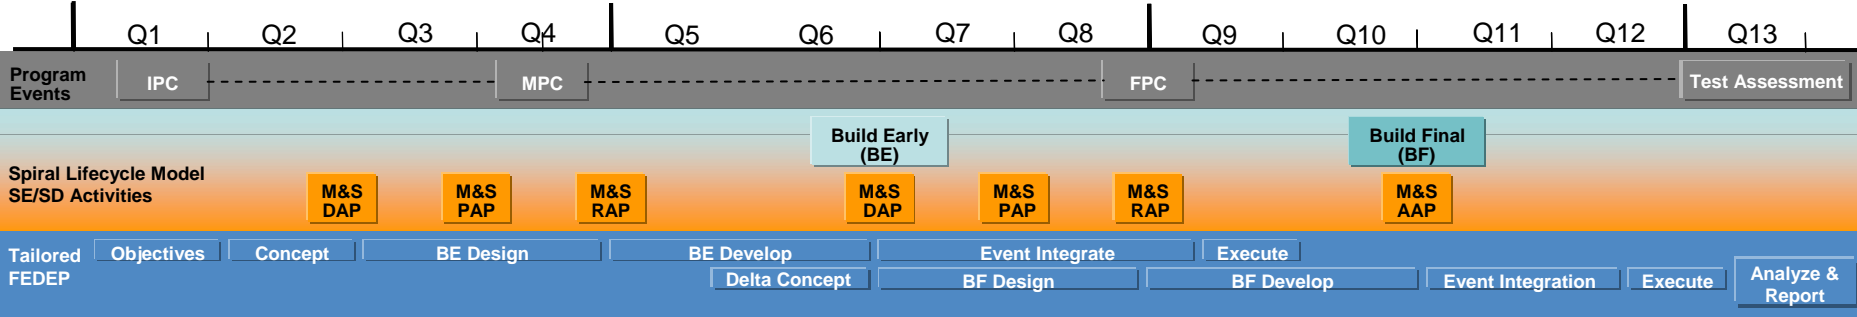 Q1 Q2 Q3 Q4 Q5 Q6 Q7 Q8 Q9 Q10 Q11 Q12 Q13
Program
Events
IPC
MPC
FPC
Test Assessment
Build Early
(BE)
Build Final
(BF)
Spiral Lifecycle Model
SE/SD Activities
M&S
DAP
M&S
PAP
M&S
RAP
M&S
DAP
M&S
PAP
M&S
RAP
M&S
AAP
Tailored
FEDEP
Objectives
Concept
BE Design
BE Develop
Event Integrate
Execute
Delta Concept
BF Design
BF Develop
Event Integration
Execute
Analyze &
Report